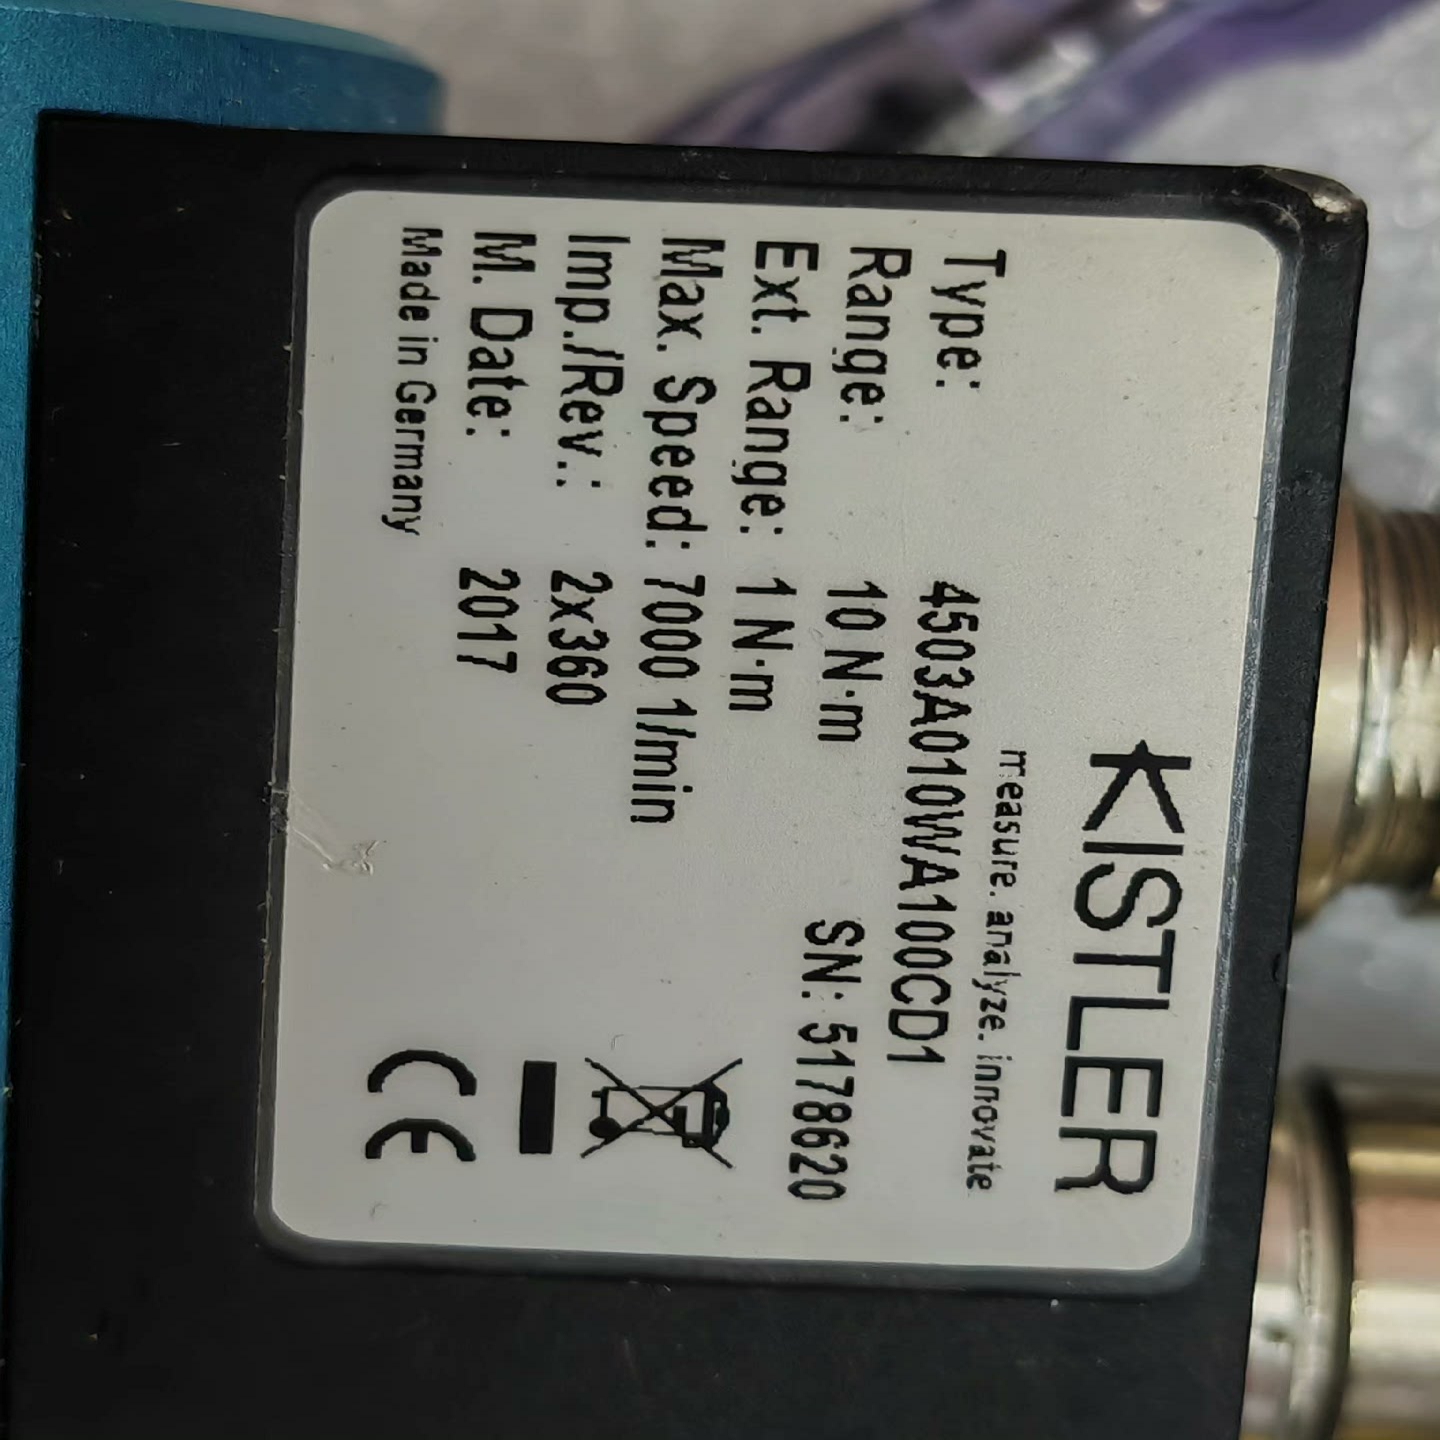 KISTLER
measure. analyze. innovate
Type: 4503A010WA100CD1
Range: 10 N·m SN: 5178620
Ext. Range: 1 N·m
Max. Speed: 7000 1/min
Imp./Rev.: 2x360
M. Date: 2017
Made in Germany
CE